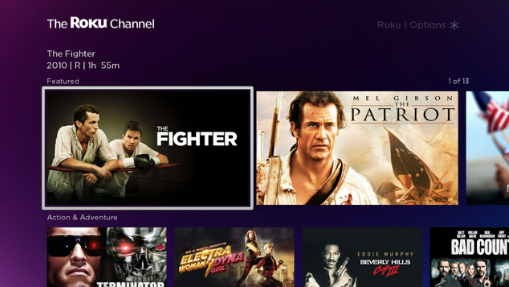 The Roku Channel
Roku | Options
The Fighter
2010 | R | 1h 55m
Featured
1 of 13
THE
FIGHTER
MEL GIBSON
THE
PATRIOT
Action & Adventure
TERMINATOR
ELECTRA
WOMAN & DYNA
GIRL
EDDIE MURPHY
BEVERLY HILLS
COP III
BAD COUNT